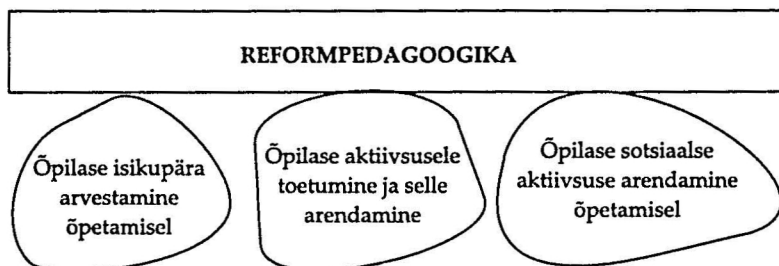 REFORMPEDAGOOGIKA
Õpilase isikupära
arvestamine
õpetamisel
Õpilase aktiivsusele
toetumine ja selle
arendamine
Õpilase sotsiaalse
aktiivsuse arendamine
õpetamisel